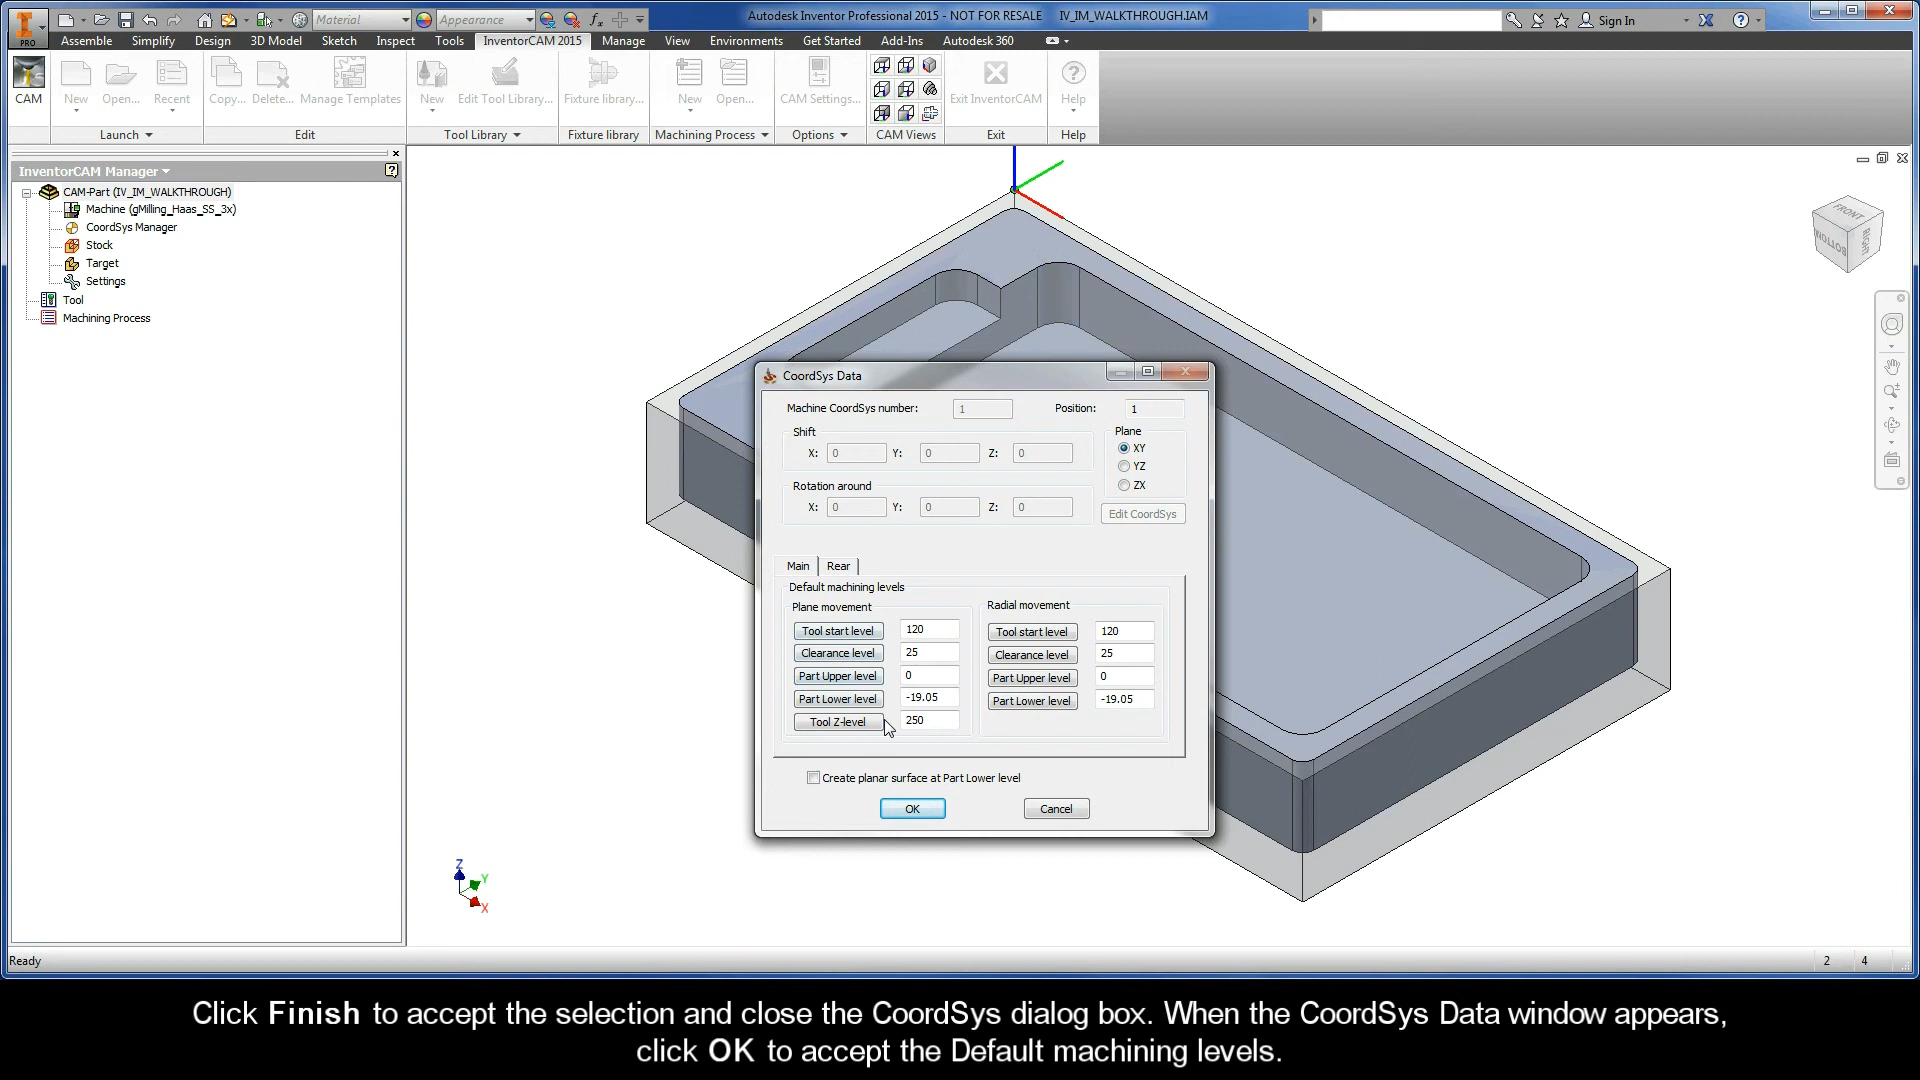 Material
Appearance
Autodesk Inventor Professional 2015 - NOT FOR RESALE IV_IM_WALKTHROUGH.IAM
Sign In
PRO
Assemble Simplify Design 3D Model Sketch Inspect Tools InventorCAM 2015 Manage View Environments Get Started Add-Ins Autodesk 360
CAM New Open... Recent Copy... Delete... Manage Templates New Edit Tool Library... Fixture library... New Open... CAM Settings... Exit InventorCAM Help
Launch Edit Tool Library Fixture library Machining Process Options CAM Views Exit Help
InventorCAM Manager
CAM-Part (IV_IM_WALKTHROUGH)
Machine (gMilling_Haas_SS_3x)
CoordSys Manager
Stock
Target
Settings
Tool
Machining Process
FRONT
BOTTOM
RIGHT
CoordSys Data
Machine CoordSys number: 1 Position: 1
Shift
X: 0 Y: 0 Z: 0
Plane
XY
YZ
ZX
Rotation around
X: 0 Y: 0 Z: 0
Edit CoordSys
Main Rear
Default machining levels
Plane movement
Tool start level 120
Clearance level 25
Part Upper level 0
Part Lower level -19.05
Tool Z-level 250
Radial movement
Tool start level 120
Clearance level 25
Part Upper level 0
Part Lower level -19.05
Create planar surface at Part Lower level
OK Cancel
Z
Y
X
Ready 2 4
Click Finish to accept the selection and close the CoordSys dialog box. When the CoordSys Data window appears,
click OK to accept the Default machining levels.